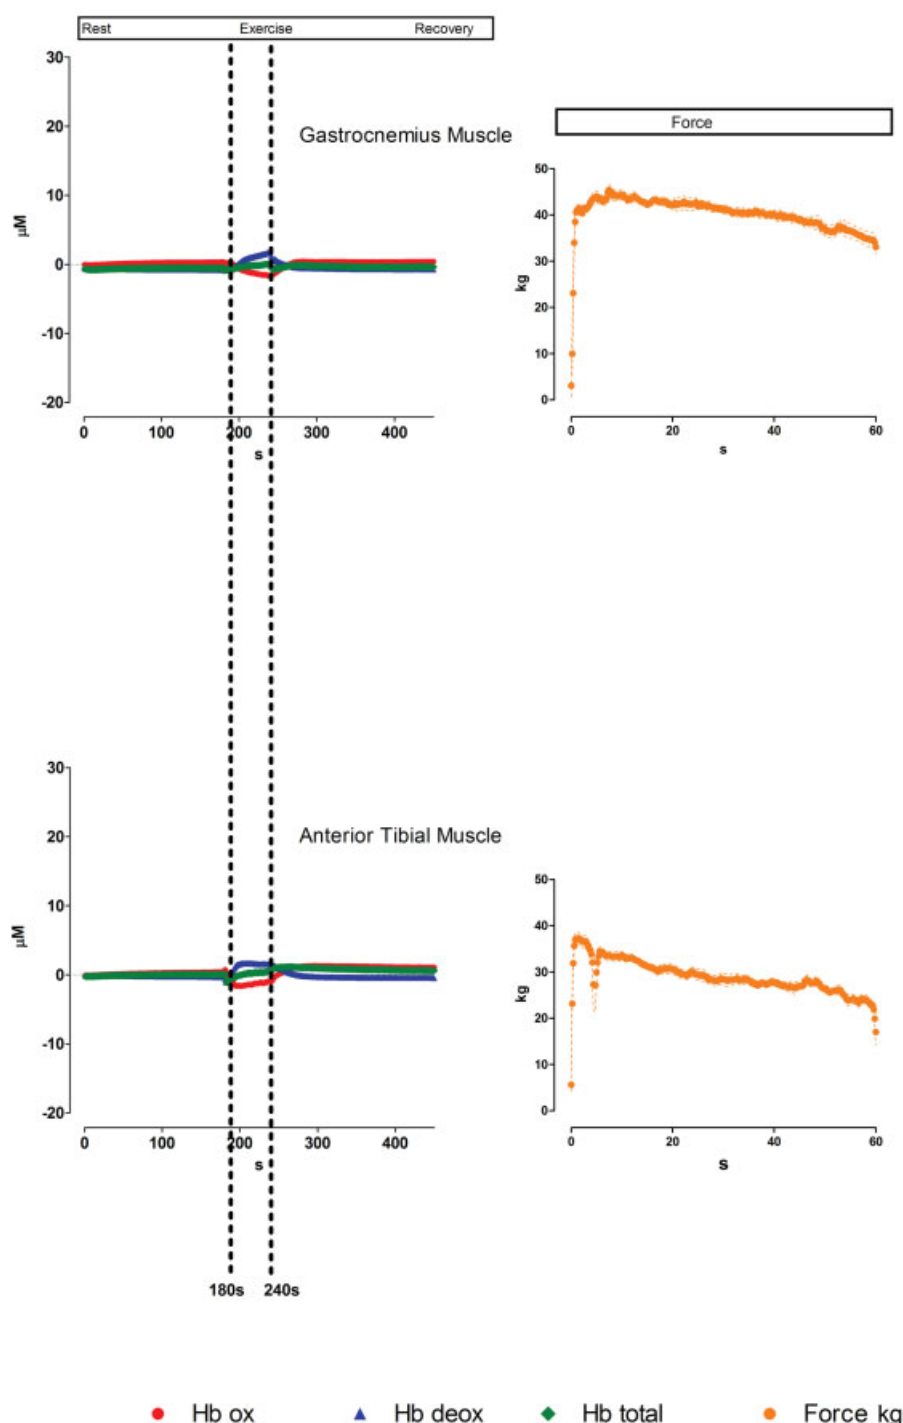 Rest Exercise Recovery
30
20
10
0
-10
-20
μM
0 100 200 300 400
s
Gastrocnemius Muscle
Force
50
40
30
20
10
0
kg
0 20 40 60
s
30
20
10
0
-10
-20
μM
0 100 200 300 400
s
Anterior Tibial Muscle
50
40
30
20
10
0
kg
0 20 40 60
s
180s 240s
Hb ox Hb deox Hb total Force kg